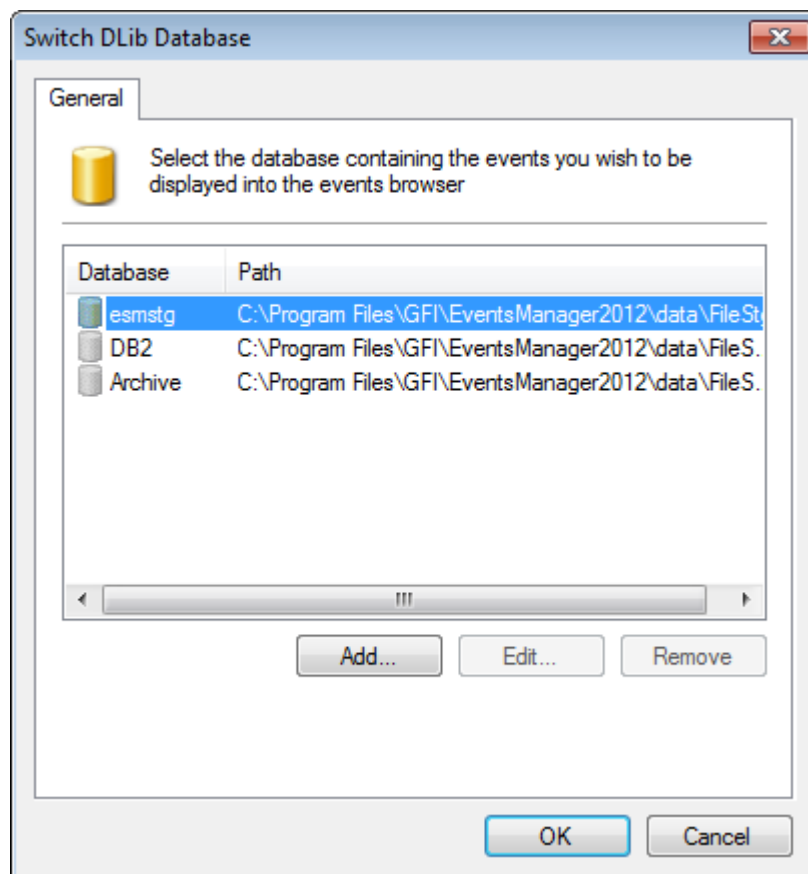 Switch DLib Database
General
Select the database containing the events you wish to be
displayed into the events browser
Database Path
esmstg C:\Program Files\GFI\EventsManager2012\data\FileStg
DB2 C:\Program Files\GFI\EventsManager2012\data\FileS.
Archive C:\Program Files\GFI\EventsManager2012\data\FileS.
Add... Edit... Remove
OK Cancel